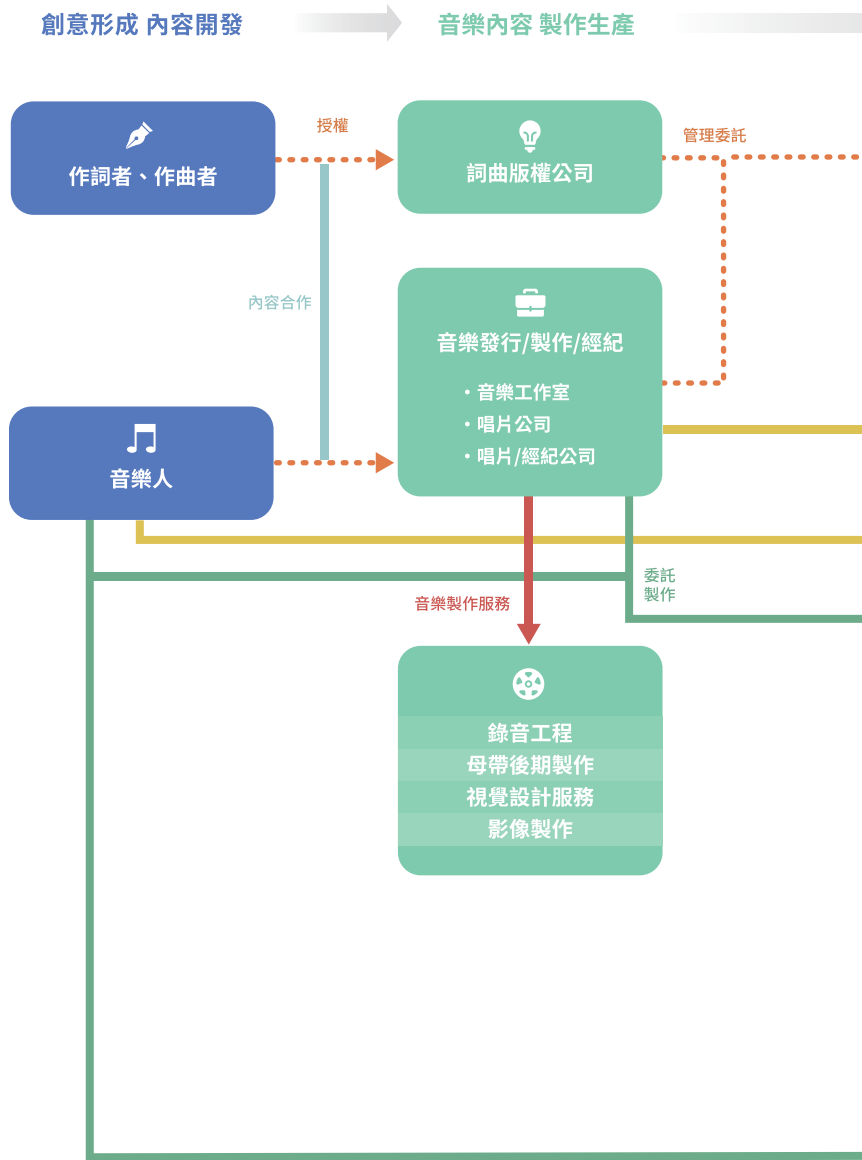 創意形成 內容開發
音樂內容 製作生產
作詞者、作曲者
授權
詞曲版權公司
管理委託
內容合作
音樂發行/製作/經紀
・音樂工作室
・唱片公司
・唱片/經紀公司
音樂人
委託
製作
音樂製作服務
錄音工程
母帶後期製作
視覺設計服務
影像製作